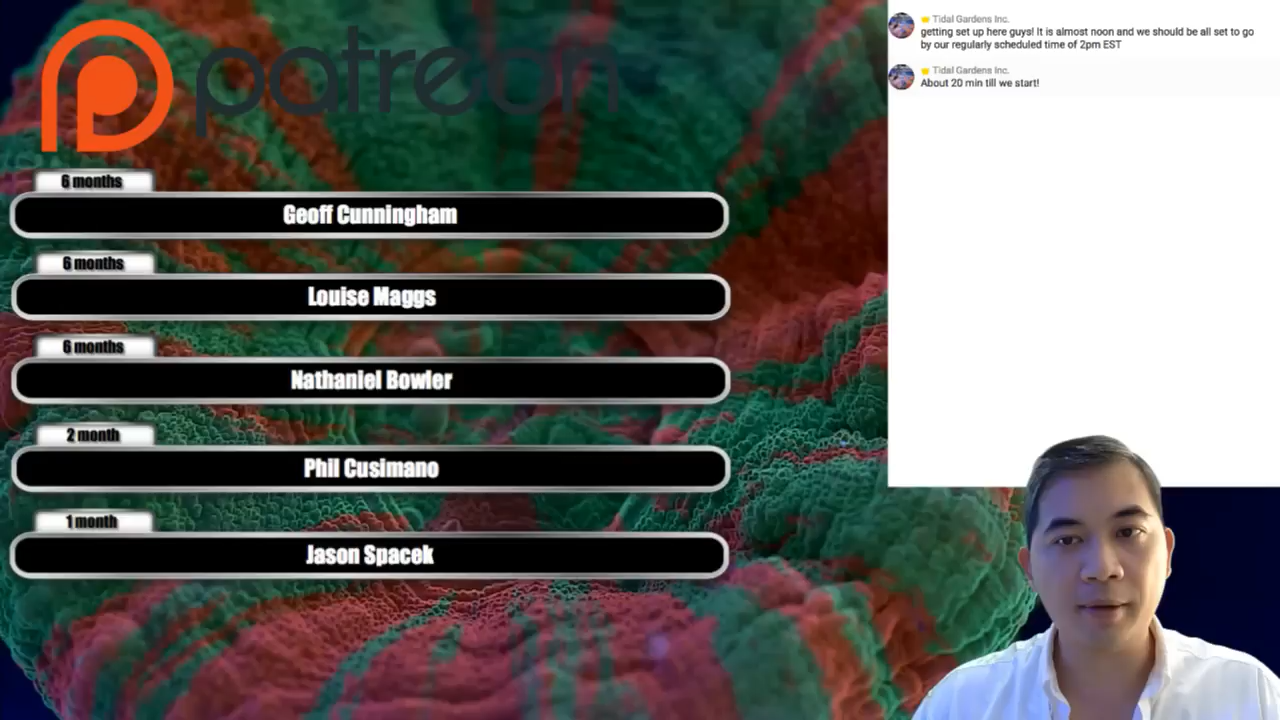 patreon
6 months
Geoff Cunningham
6 months
Louise Maggs
6 months
Nathaniel Bowler
2 month
Phil Cusimano
1 month
Jason Spacek
Tidal Gardens Inc.
getting set up here guys! It is almost noon and we should be all set to go
by our regularly scheduled time of 2pm EST
Tidal Gardens Inc.
About 20 min till we start!